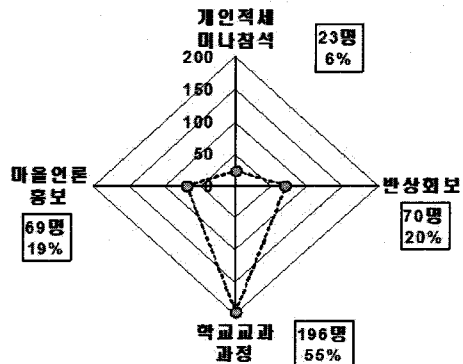 개인적세
미나참석
23명
6%
200
150
100
50
0
마을언론
홍보
69명
19%
반상회보
70명
20%
학교교과
과정
196명
55%